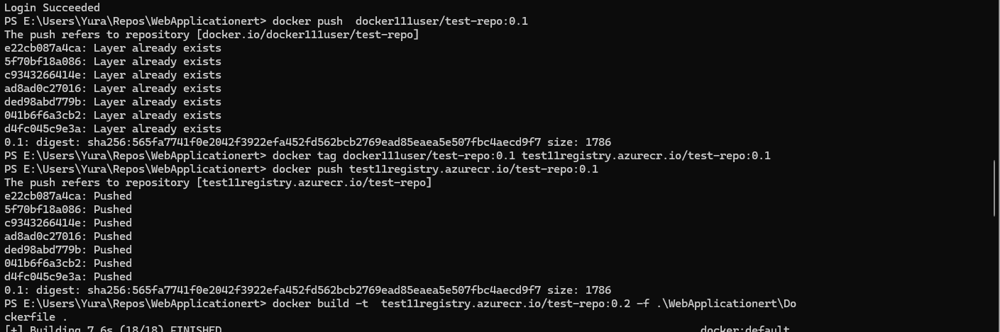 Login Succeeded
PS E:\Users\Yura\Repos\WebApplicationert> docker push  docker111user/test-repo:0.1
The push refers to repository [docker.io/docker111user/test-repo]
e22cb087a4ca: Layer already exists
5f70bf18a086: Layer already exists
c9343266414e: Layer already exists
ad8ad0c27016: Layer already exists
ded98abd779b: Layer already exists
041b6f6a3cb2: Layer already exists
d4fc045c9e3a: Layer already exists
0.1: digest: sha256:565fa7741f0e2042f3922efa452fd562bcb2769ead85eaea5e507fbc4aecd9f7 size: 1786
PS E:\Users\Yura\Repos\WebApplicationert> docker tag docker111user/test-repo:0.1 test11registry.azurecr.io/test-repo:0.1
PS E:\Users\Yura\Repos\WebApplicationert> docker push test11registry.azurecr.io/test-repo:0.1
The push refers to repository [test11registry.azurecr.io/test-repo]
e22cb087a4ca: Pushed
5f70bf18a086: Pushed
c9343266414e: Pushed
ad8ad0c27016: Pushed
ded98abd779b: Pushed
041b6f6a3cb2: Pushed
d4fc045c9e3a: Pushed
0.1: digest: sha256:565fa7741f0e2042f3922efa452fd562bcb2769ead85eaea5e507fbc4aecd9f7 size: 1786
PS E:\Users\Yura\Repos\WebApplicationert> docker build -t  test11registry.azurecr.io/test-repo:0.2 -f .\WebApplicationert\Do
ckerfile .
[+] Building 7.6s (18/18) FINISHED docker:default